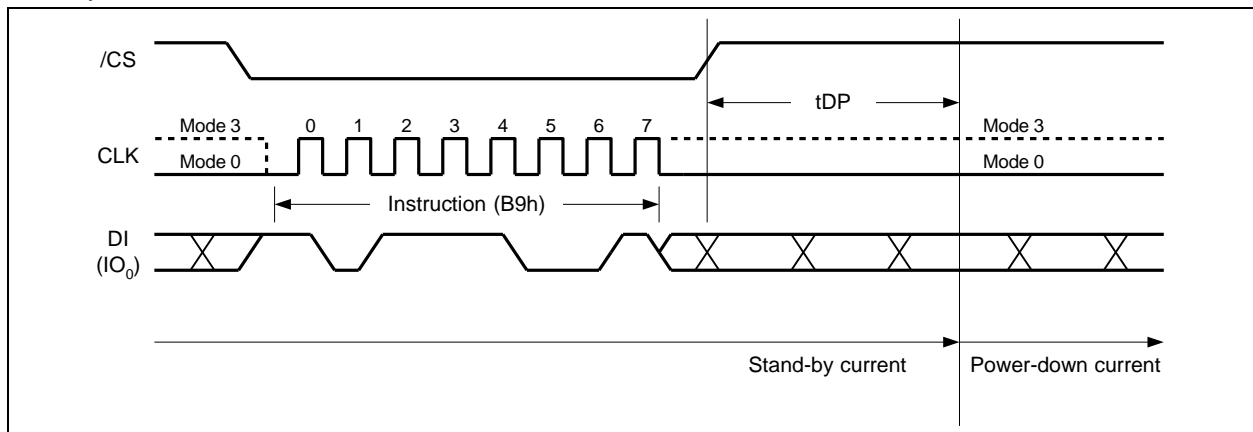 /CS
tDP
Mode 3 0 1 2 3 4 5 6 7 Mode 3
CLK
Mode 0 Mode 0
Instruction (B9h)
DI
(IO0)
Stand-by current Power-down current